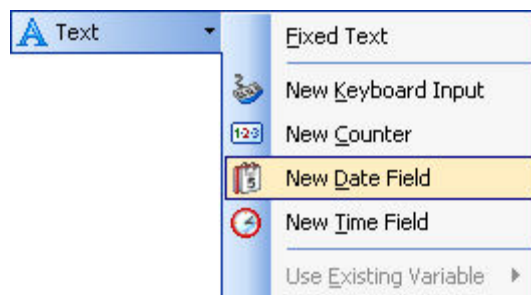 Text
Fixed Text
New Keyboard Input
New Counter
New Date Field
New Time Field
Use Existing Variable